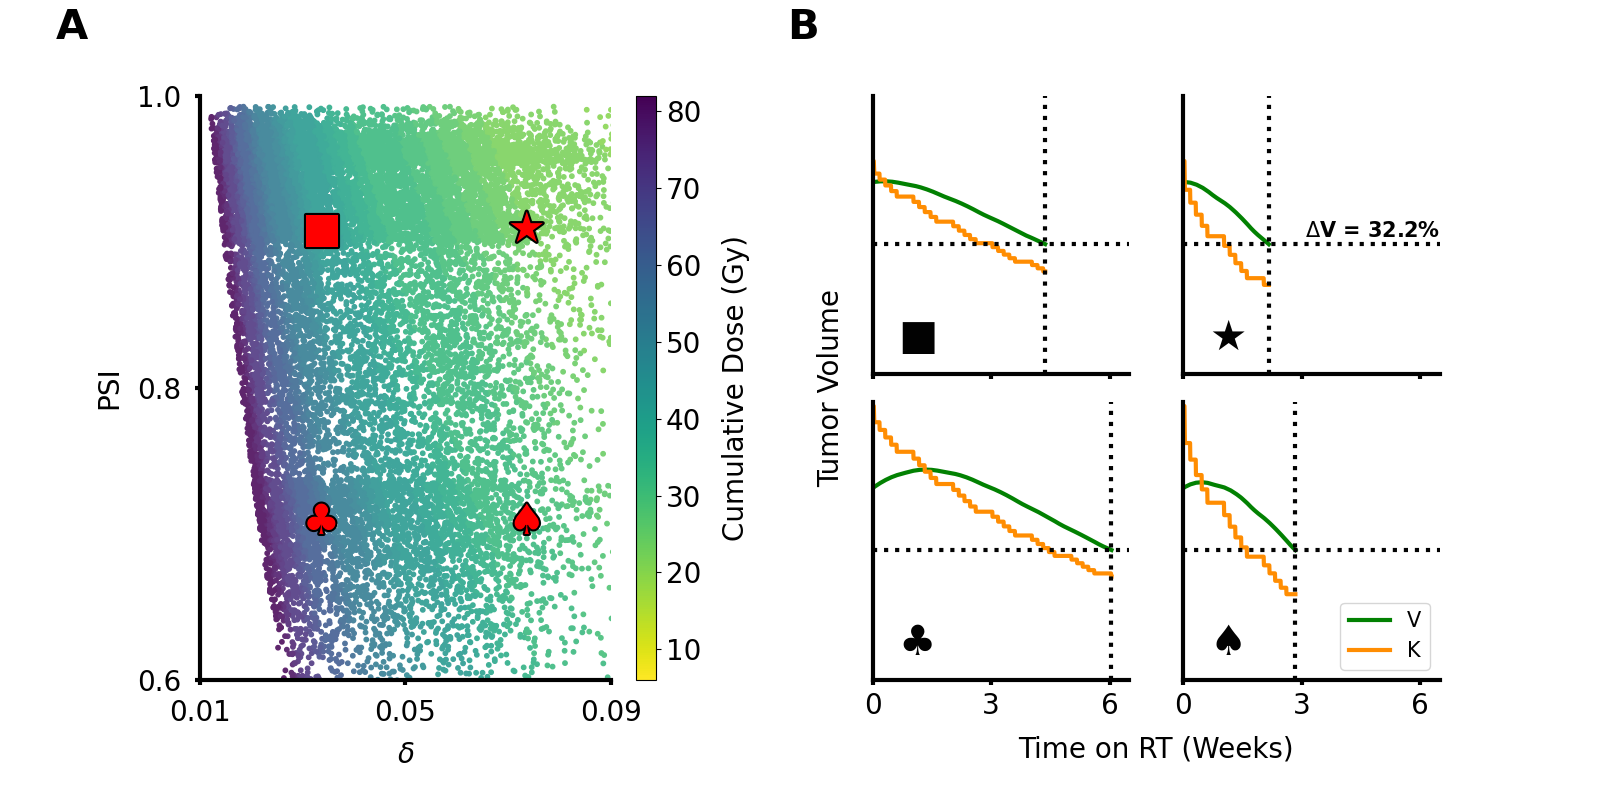 A
1.0
0.8
0.6
PSI
0.01
0.05
0.09
δ
80
70
60
50
40
30
20
10
Cumulative Dose (Gy)
B
Tumor Volume
ΔV = 32.2%
V
K
0
3
6
0
3
6
Time on RT (Weeks)